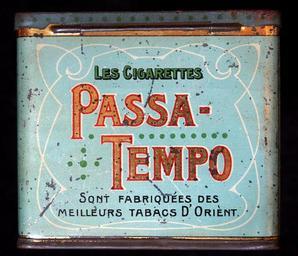 LES CIGARETTES
PASSA-
TEMPO
SONT FABRIQUÉES DES
MEILLEURS TABACS D'ORIENT